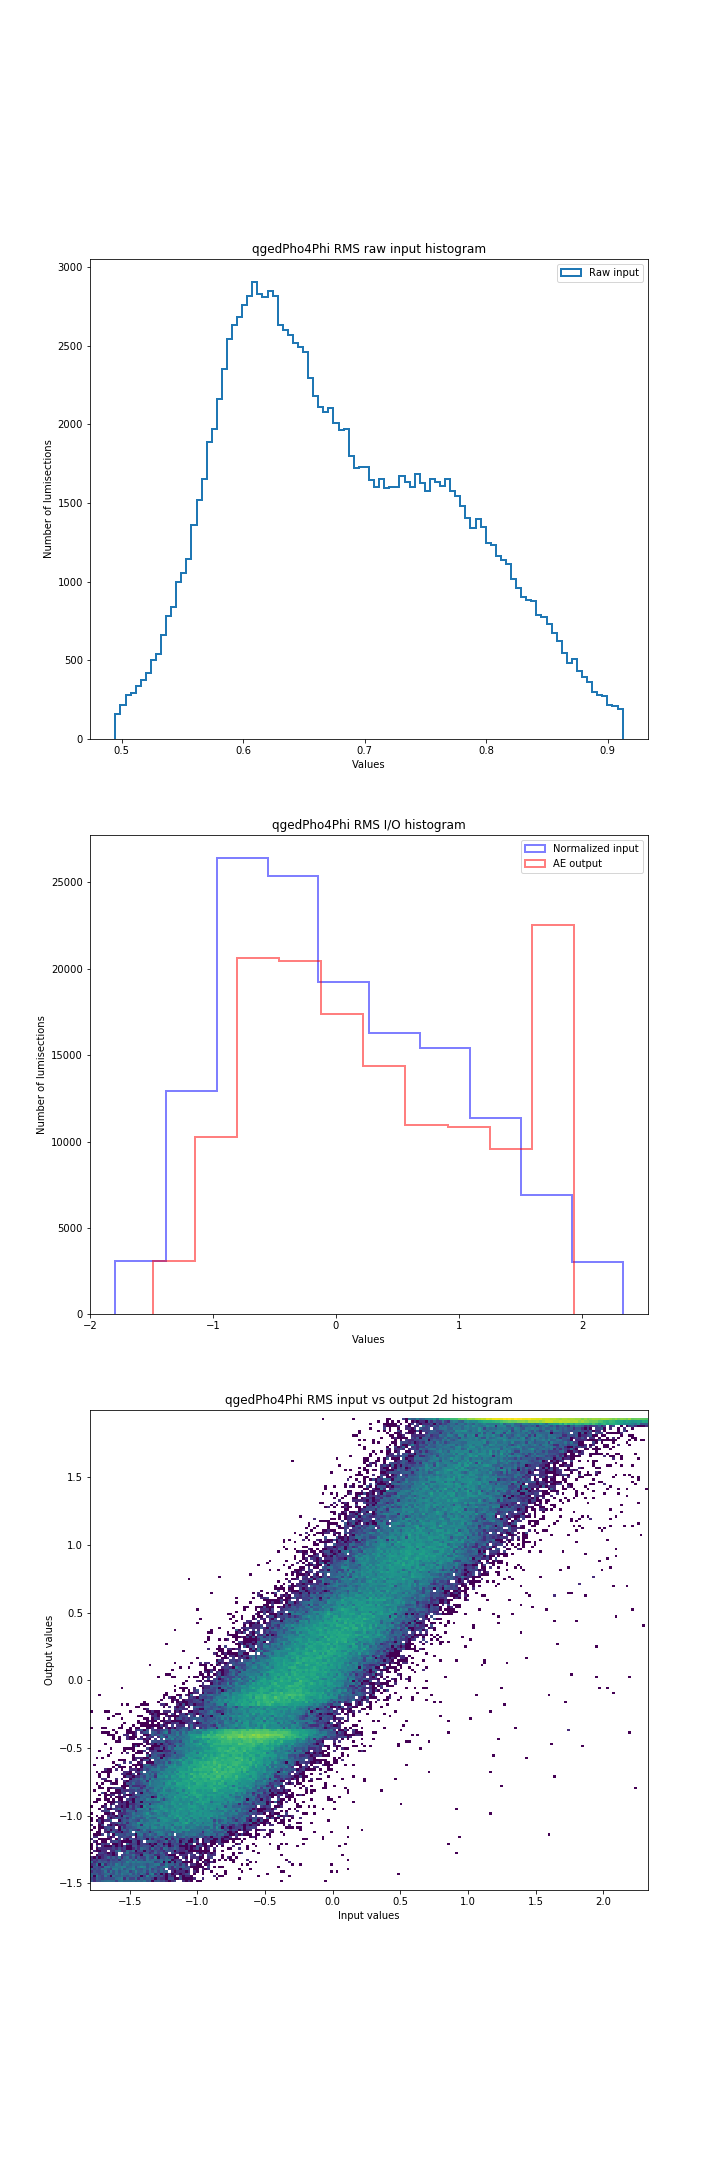 qgedPho4Phi RMS raw input histogram
Raw input
3000
2500
2000
1500
1000
500
0
Number of lumisections
0.5 0.6 0.7 0.8 0.9
Values
qgedPho4Phi RMS I/O histogram
Normalized input
AE output
25000
20000
15000
10000
5000
0
Number of lumisections
−2 −1 0 1 2
Values
qgedPho4Phi RMS input vs output 2d histogram
1.5
1.0
0.5
0.0
−0.5
−1.0
−1.5
Output values
−1.5 −1.0 −0.5 0.0 0.5 1.0 1.5 2.0
Input values